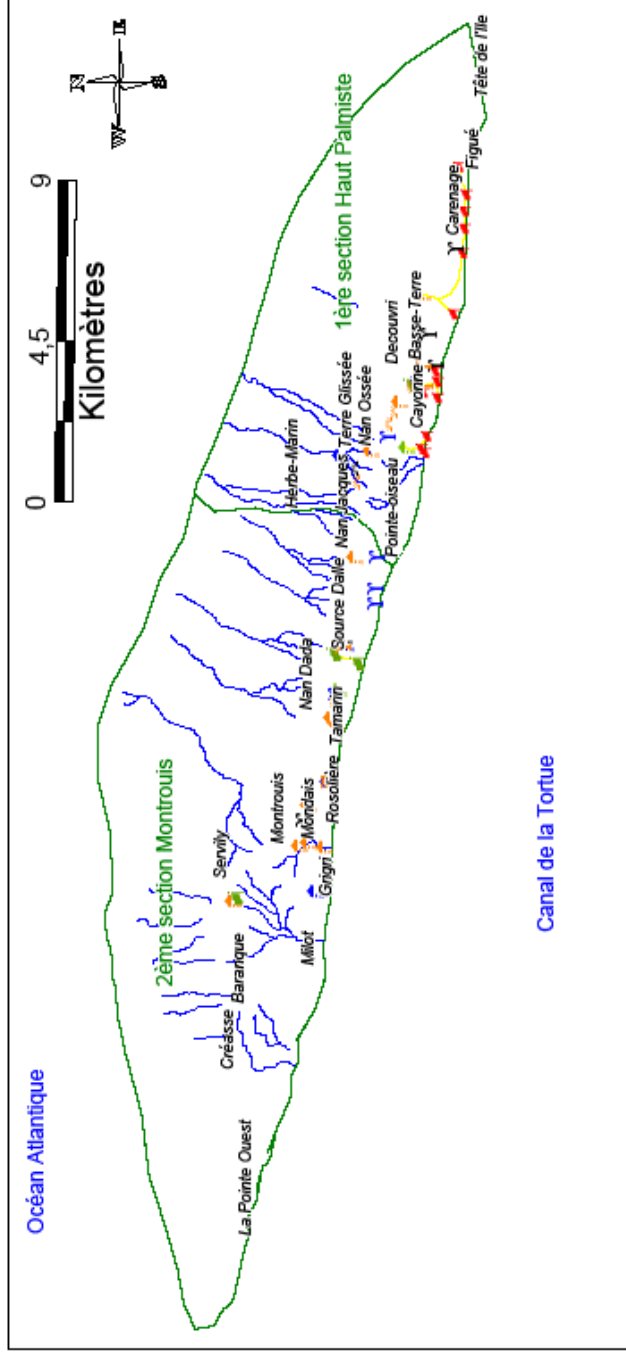 Océan Atlantique
0
4,5
9
Kilomètres
N
E
S
W
2ème section Montrouis
1ère section Haut Palmiste
La Pointe Ouest
Créasse
Bararique
Servily
Milot
Grigri
Montrouis
Mondais
Rosolière
Tamarin
Nan Dada
Source Dalle
Herbe-Marin
Nan Jacques
Terre Glissée
Nan Ossée
Pointe-oiseau
Decouvri
Cayonne
Basse-Terre
Carenage
Figué
Tête de l'Ile
Canal de la Tortue